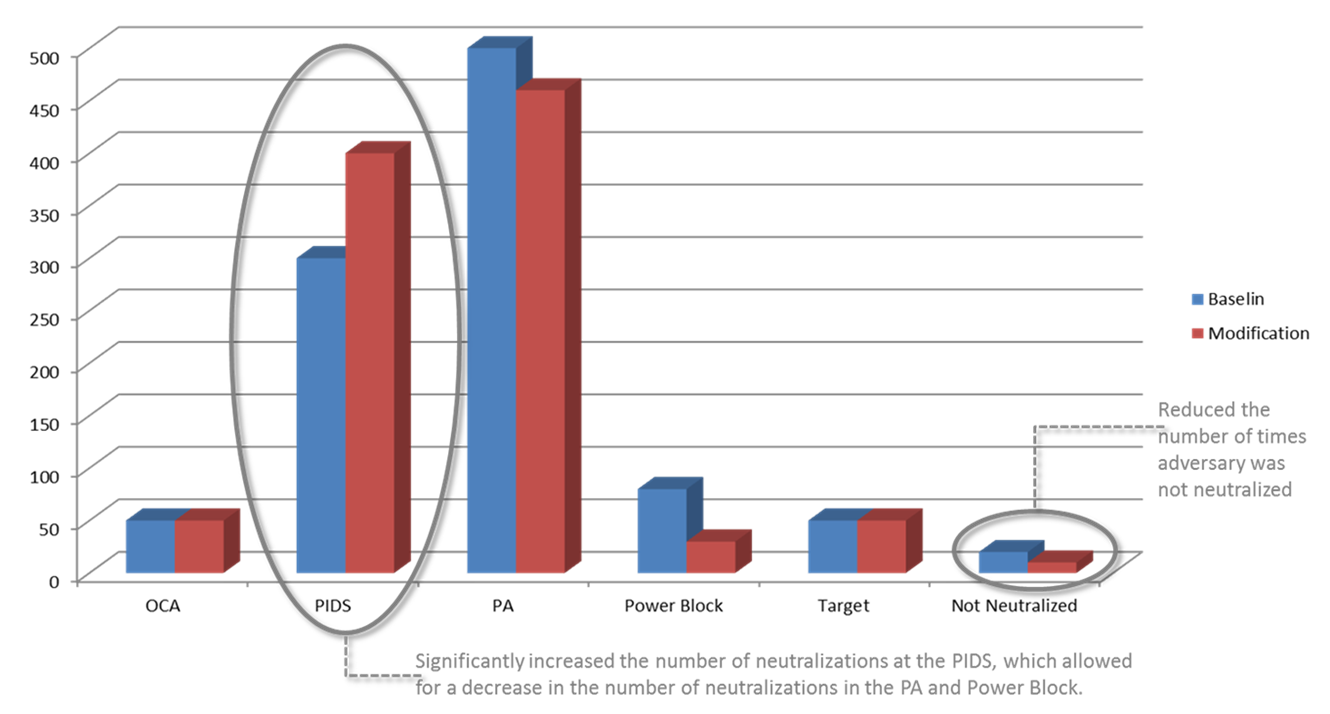 500
450
400
350
300
250
200
150
100
50
0
OCA
PIDS
PA
Power Block
Target
Not Neutralized
Baselin
Modification
Reduced the
number of times
adversary was
not neutralized
Significantly increased the number of neutralizations at the PIDS, which allowed
for a decrease in the number of neutralizations in the PA and Power Block.